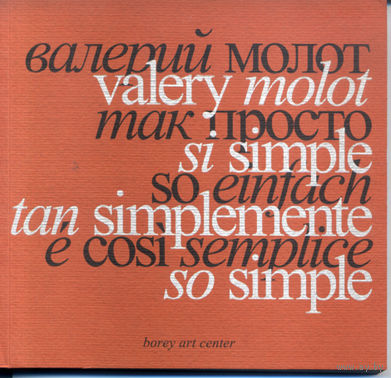 валерий молот
valery molot
так просто
si simple
so einfach
tan simplemente
è così semplice
so simple
borey art center